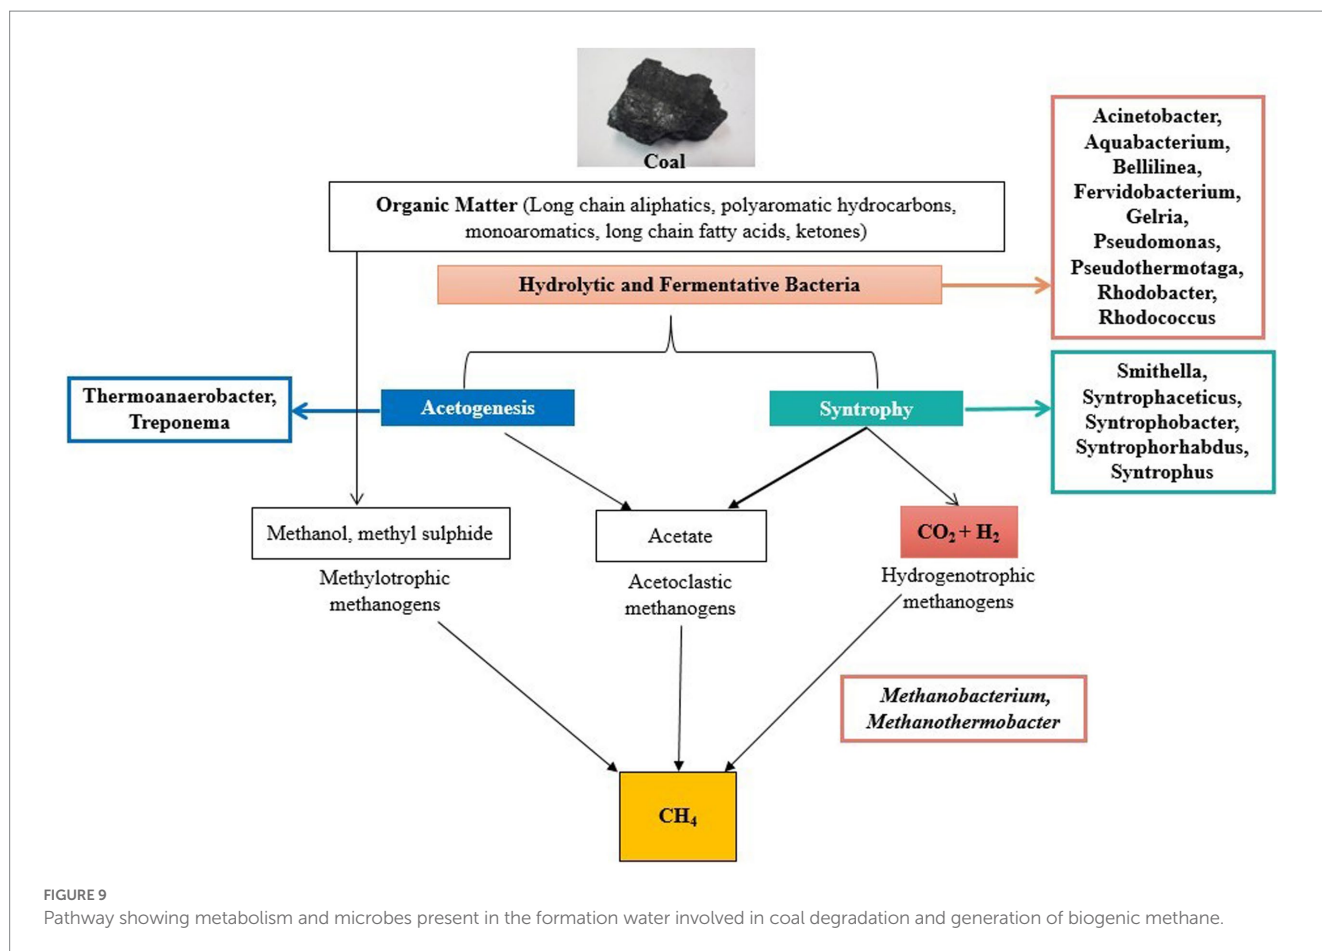 Coal
Organic Matter (Long chain aliphatics, polyaromatic hydrocarbons,
monoaromatics, long chain fatty acids, ketones)
Hydrolytic and Fermentative Bacteria
Acinetobacter,
Aquabacterium,
Bellilinea,
Fervidobacterium,
Gelria,
Pseudomonas,
Pseudothermotaga,
Rhodobacter,
Rhodococcus
Thermoanaerobacter,
Treponema
Acetogenesis
Syntrophy
Smithella,
Syntrophaceticus,
Syntrophobacter,
Syntrophorhabdus,
Syntrophus
Methanol, methyl sulphide
Acetate
CO₂ + H₂
Methylotrophic
methanogens
Acetoclastic
methanogens
Hydrogenotrophic
methanogens
Methanobacterium,
Methanothermobacter
CH₄
FIGURE 9
Pathway showing metabolism and microbes present in the formation water involved in coal degradation and generation of biogenic methane.